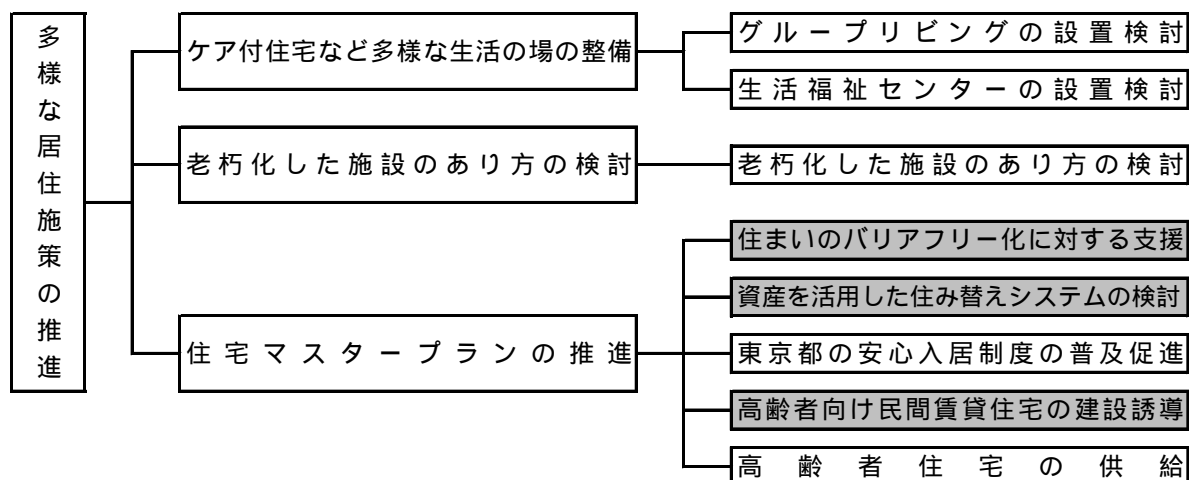 多様な居住施策の推進
ケア付住宅など多様な生活の場の整備
グループリビングの設置検討
生活福祉センターの設置検討
老朽化した施設のあり方の検討
老朽化した施設のあり方の検討
住宅マスタープランの推進
住まいのバリアフリー化に対する支援
資産を活用した住み替えシステムの検討
東京都の安心入居制度の普及促進
高齢者向け民間賃貸住宅の建設誘導
高齢者住宅の供給